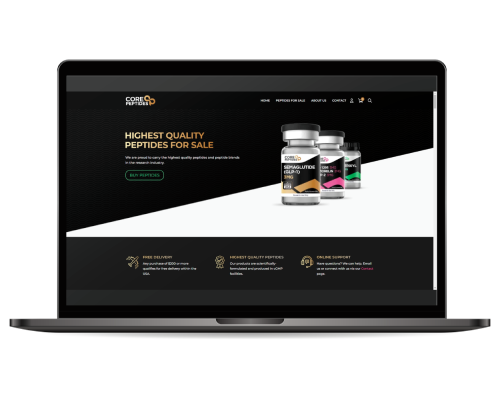 CORE
PEPTIDES
HOME PEPTIDES FOR SALE ABOUT US CONTACT
HIGHEST QUALITY
PEPTIDES FOR SALE
We are proud to carry the highest quality peptides and peptide blends
in the research industry.
BUY PEPTIDES
CORE
PEPTIDES
SEMAGLUTIDE
(GLP-1)
3MG
FREE DELIVERY
Any purchase of $200 or more
qualifies for free delivery within the
USA.
HIGHEST QUALITY PEPTIDES
Our products are scientifically-
formulated and produced in cGMP
facilities.
ONLINE SUPPORT
Have questions? We can help. Email
us to connect with us via our Contact
page.